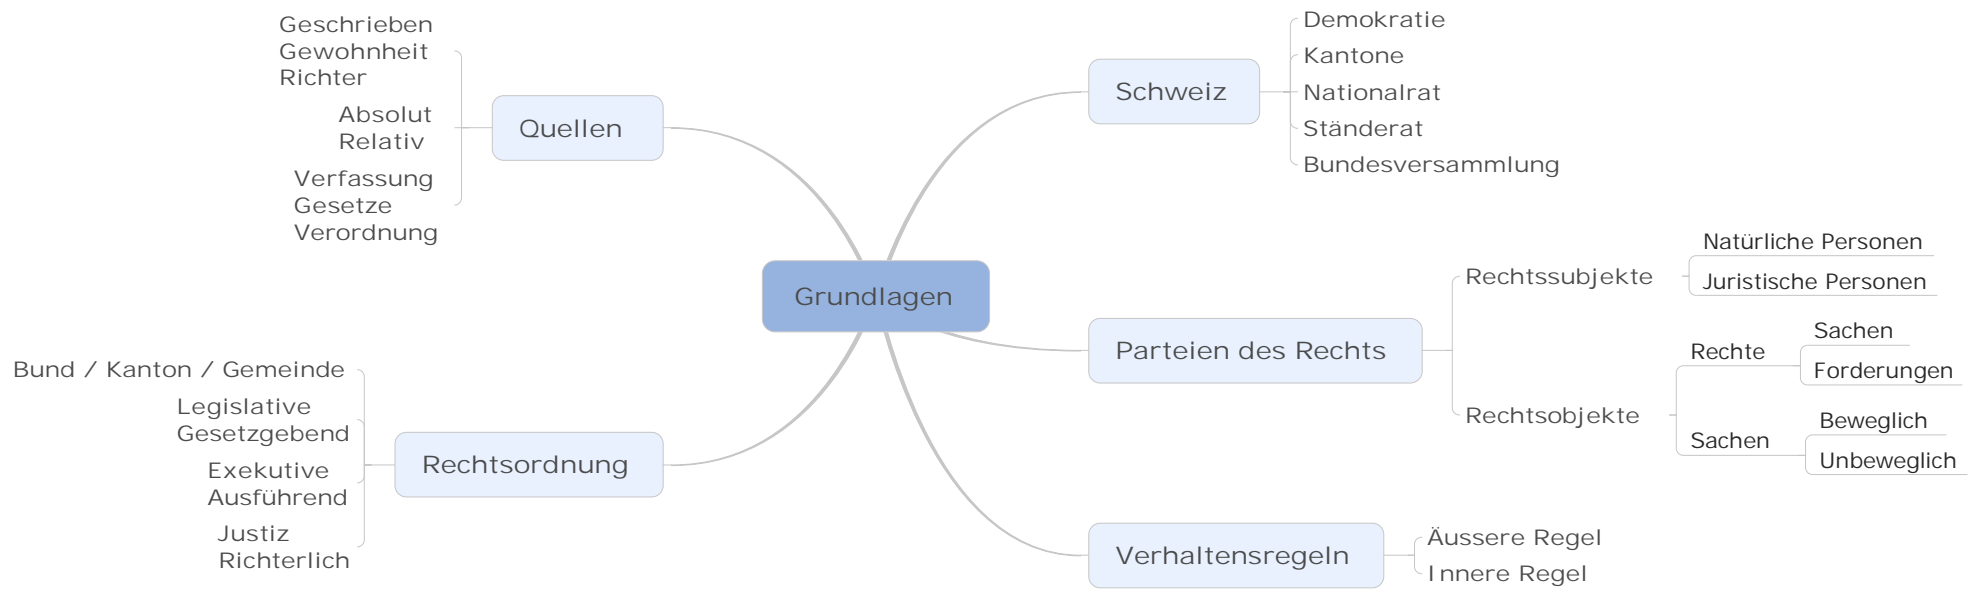 Grundlagen
Quellen
Geschrieben
Gewohnheit
Richter
Absolut
Relativ
Verfassung
Gesetze
Verordnung
Rechtsordnung
Bund / Kanton / Gemeinde
Legislative
Gesetzgebend
Exekutive
Ausführend
Justiz
Richterlich
Schweiz
Demokratie
Kantone
Nationalrat
Ständerat
Bundesversammlung
Parteien des Rechts
Rechtssubjekte
Natürliche Personen
Juristische Personen
Rechtsobjekte
Rechte
Sachen
Forderungen
Sachen
Beweglich
Unbeweglich
Verhaltensregeln
Äussere Regel
Innere Regel